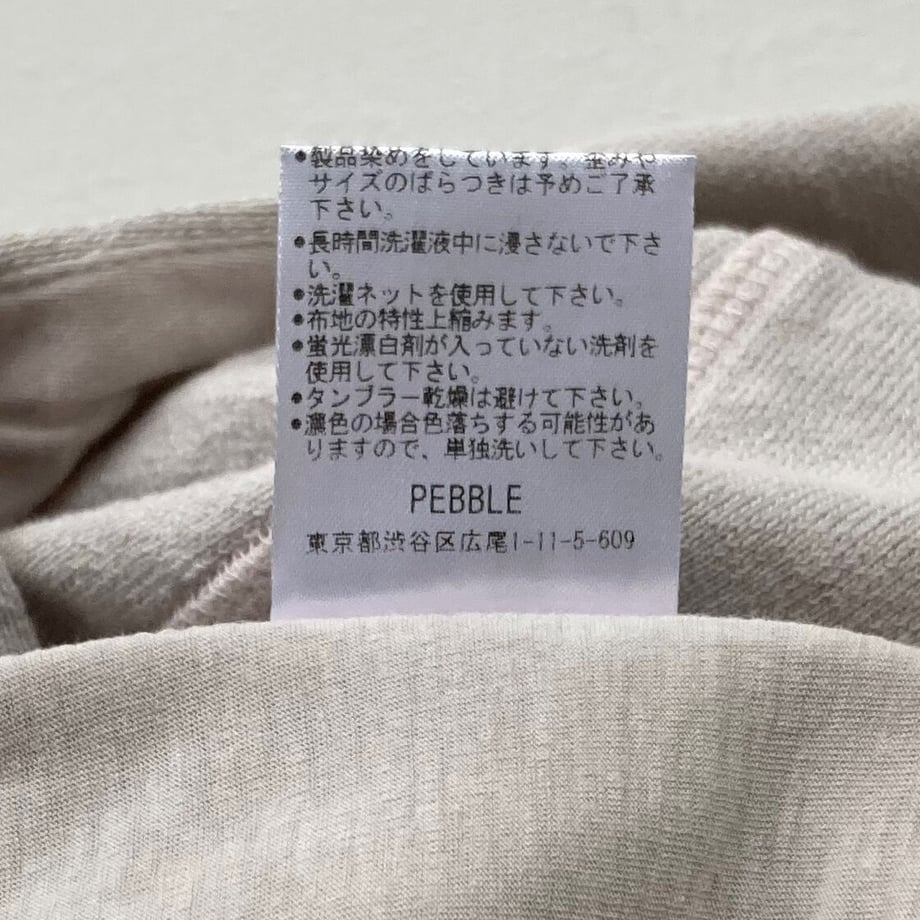 •製品染めをしています 歪みや
サイズのばらつきは予めご了承
下さい。
•長時間洗濯液中に浸さないで下さ
い。
•洗濯ネットを使用して下さい。
•布地の特性上縮みます。
•蛍光漂白剤が入っていない洗剤を
使用して下さい。
•タンブラー乾燥は避けて下さい。
•濃色の場合色落ちする可能性があ
りますので、単独洗いして下さい。
PEBBLE
東京都渋谷区広尾1-11-5-609